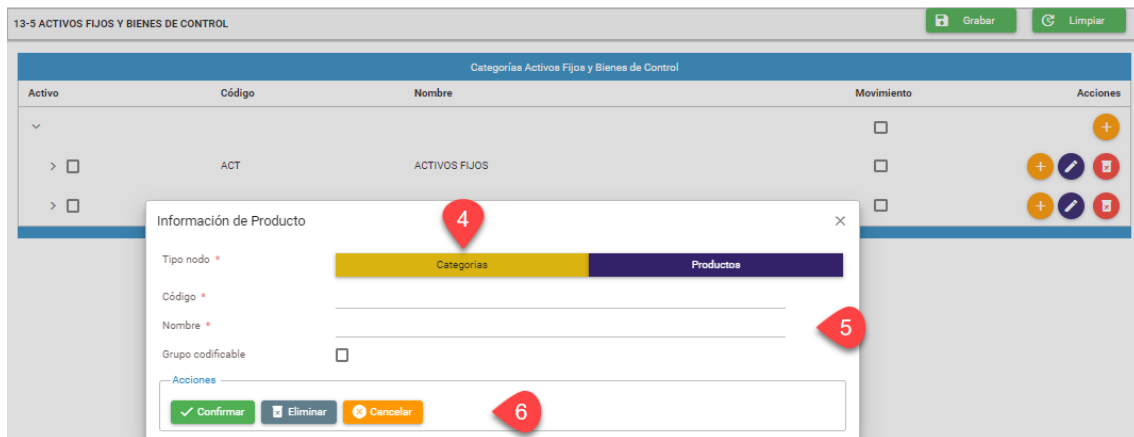 13-5 ACTIVOS FIJOS Y BIENES DE CONTROL Grabar Limpiar
Categorías Activos Fijos y Bienes de Control
Activo Código Nombre Movimiento Acciones
ACT ACTIVOS FIJOS
Información de Producto 4
Tipo nodo * Categorias Productos
Código *
Nombre * 5
Grupo codificable
Acciones
Confirmar Eliminar Cancelar 6